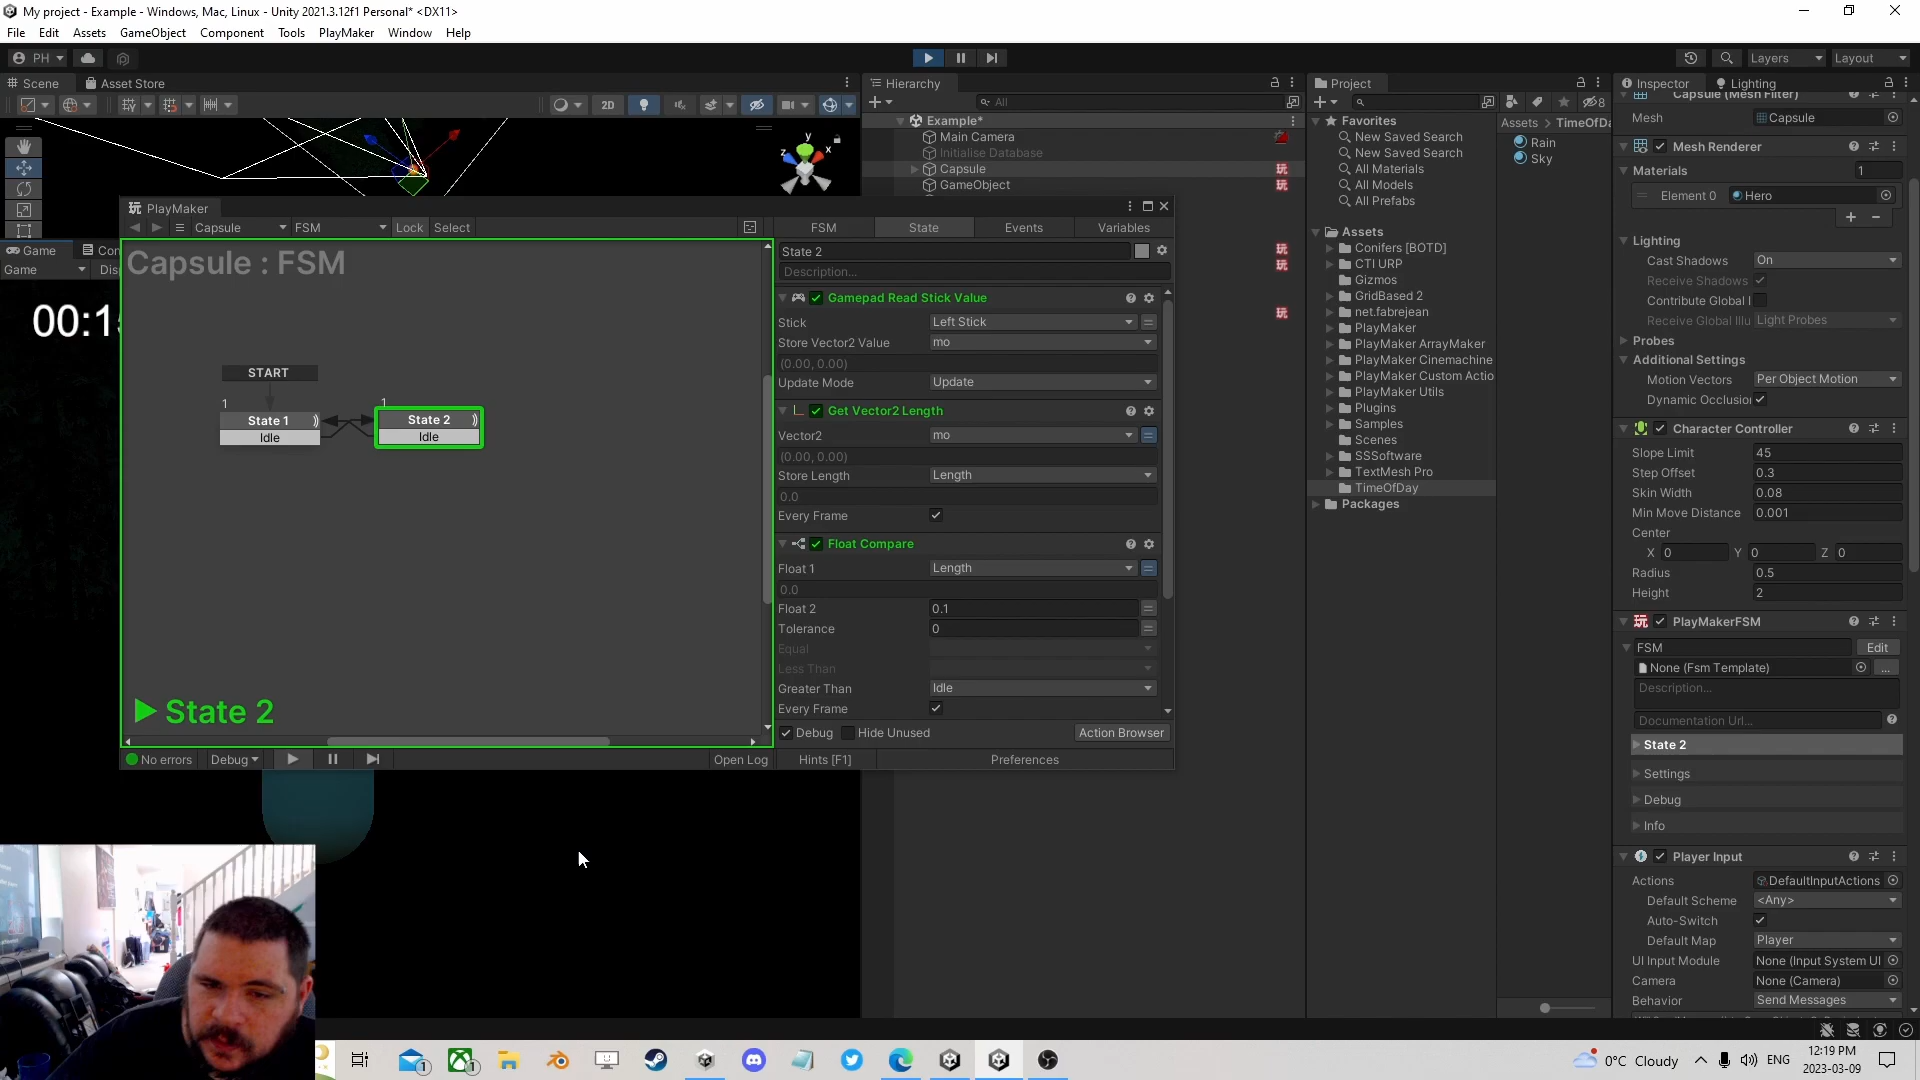 My project - Example - Windows, Mac, Linux - Unity 2021.3.12f1 Personal* <DX11>
File Edit Assets GameObject Component Tools PlayMaker Window Help
PH Layers Layout
Scene Asset Store
2D
Game
Game
00:1
Hierarchy
All
Example*
Main Camera
Initialise Database
Capsule
GameObject
PlayMaker
Capsule FSM Lock Select
Capsule : FSM
START
1
State 1
Idle
1
State 2
Idle
State 2
No errors Debug Open Log
FSM State Events Variables
State 2
Description...
Gamepad Read Stick Value
Stick Left Stick
Store Vector2 Value mo
(0.00, 0.00)
Update Mode Update
Get Vector2 Length
Vector2 mo
(0.00, 0.00)
Store Length Length
0.0
Every Frame
Float Compare
Float 1 Length
0.0
Float 2 0.1
Tolerance 0
Equal
Less Than
Greater Than Idle
Every Frame
Debug Hide Unused Action Browser
Hints [F1] Preferences
Project
8
Favorites
New Saved Search
New Saved Search
All Materials
All Models
All Prefabs
Assets
Conifers [BOTD]
CTI URP
Gizmos
GridBased 2
net.fabrejean
PlayMaker
PlayMaker ArrayMaker
PlayMaker Cinemachine
PlayMaker Custom Actio
PlayMaker Utils
Plugins
Samples
Scenes
SSSoftware
TextMesh Pro
TimeOfDay
Packages
Assets > TimeOfDa
Rain
Sky
Inspector Lighting
Capsule (Mesh Filter)
Mesh Capsule
Mesh Renderer
Materials 1
Element 0 Hero
Lighting
Cast Shadows On
Receive Shadows
Contribute Global I
Receive Global Illu Light Probes
Probes
Additional Settings
Motion Vectors Per Object Motion
Dynamic Occlusion
Character Controller
Slope Limit 45
Step Offset 0.3
Skin Width 0.08
Min Move Distance 0.001
Center
X 0 Y 0 Z 0
Radius 0.5
Height 2
PlayMakerFSM
FSM Edit
None (Fsm Template) ...
Description...
Documentation Url...
State 2
Settings
Debug
Info
Player Input
Actions DefaultInputActions
Default Scheme <Any>
Auto-Switch
Default Map Player
UI Input Module None (Input System UI
Camera None (Camera)
Behavior Send Messages
1
1
0°C Cloudy ENG
12:19 PM
2023-03-09